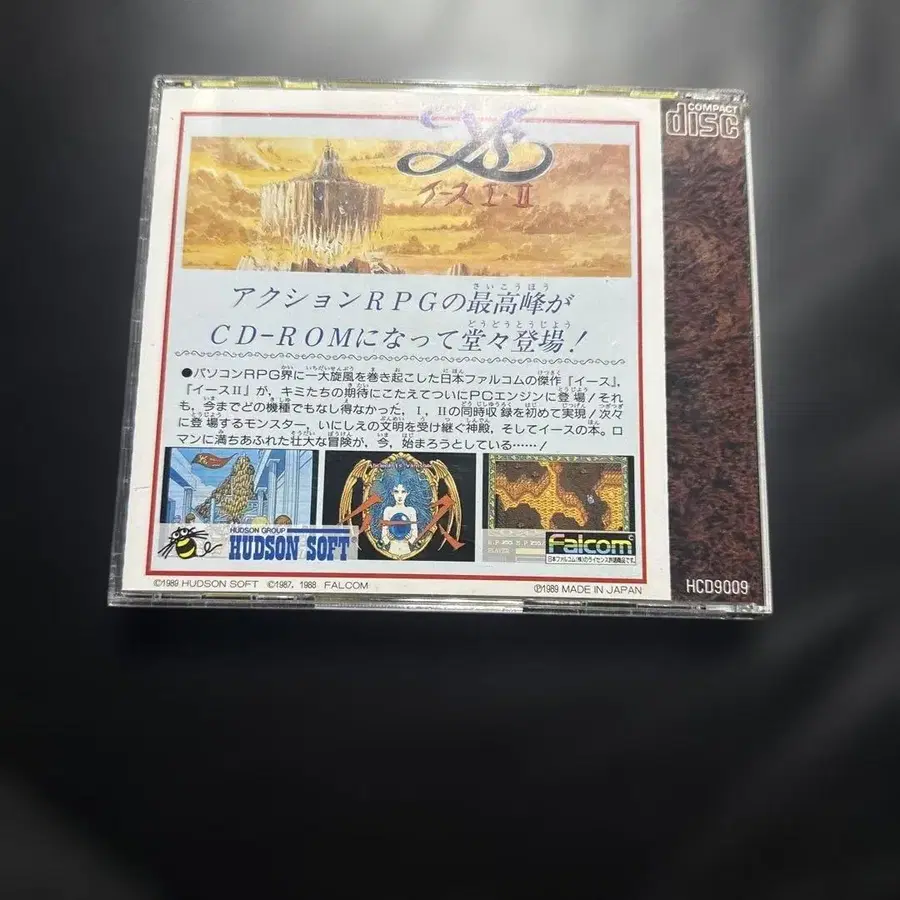 COMPACT
disc
Ys
イースI・II
アクションRPGの最高峰が
CD-ROMになって堂々登場!
●パソコンRPG界に一大旋風を巻き起こした日本ファルコムの傑作『イース』,
『イースII』が, キミたちの期待にこたえてついにPCエンジンに登場/それ
も, 今までどの機種でもなし得なかった, I, IIの同時収録を初めて実現/次々
に登場するモンスター, いにしえの文明を受け継ぐ神殿, そしてイースの本。ロ
マンに満ちあふれた壮大な冒険が, 今, 始まろうとしている……/
イース
HUDSON GROUP
HUDSON SOFT
Falcom
日本ファルコム(株)のライセンス許諾商品です。
©1989 HUDSON SOFT ©1987, 1988 FALCOM
℗1989 MADE IN JAPAN
HCD9009